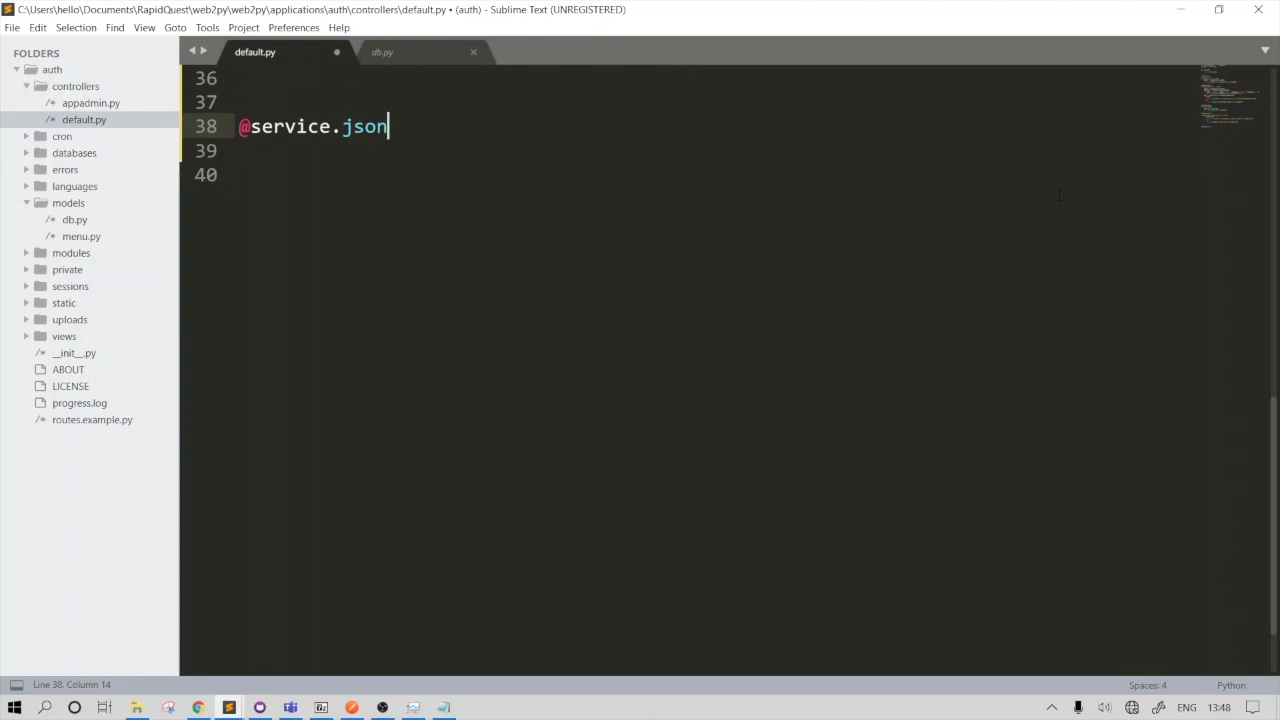 C:\Users\hello\Documents\RapidQuest\web2py\web2py\applications\auth\controllers\default.py • (auth) - Sublime Text (UNREGISTERED)
File Edit Selection Find View Goto Tools Project Preferences Help
FOLDERS
auth
controllers
/* appadmin.py
/* default.py
cron
databases
errors
languages
models
/* db.py
/* menu.py
modules
private
sessions
static
uploads
views
/* __init__.py
ABOUT
LICENSE
progress.log
/* routes.example.py
default.py
db.py
36
37
38 @service.json
39
40
Line 38, Column 14
Spaces: 4
Python
ENG
13:48